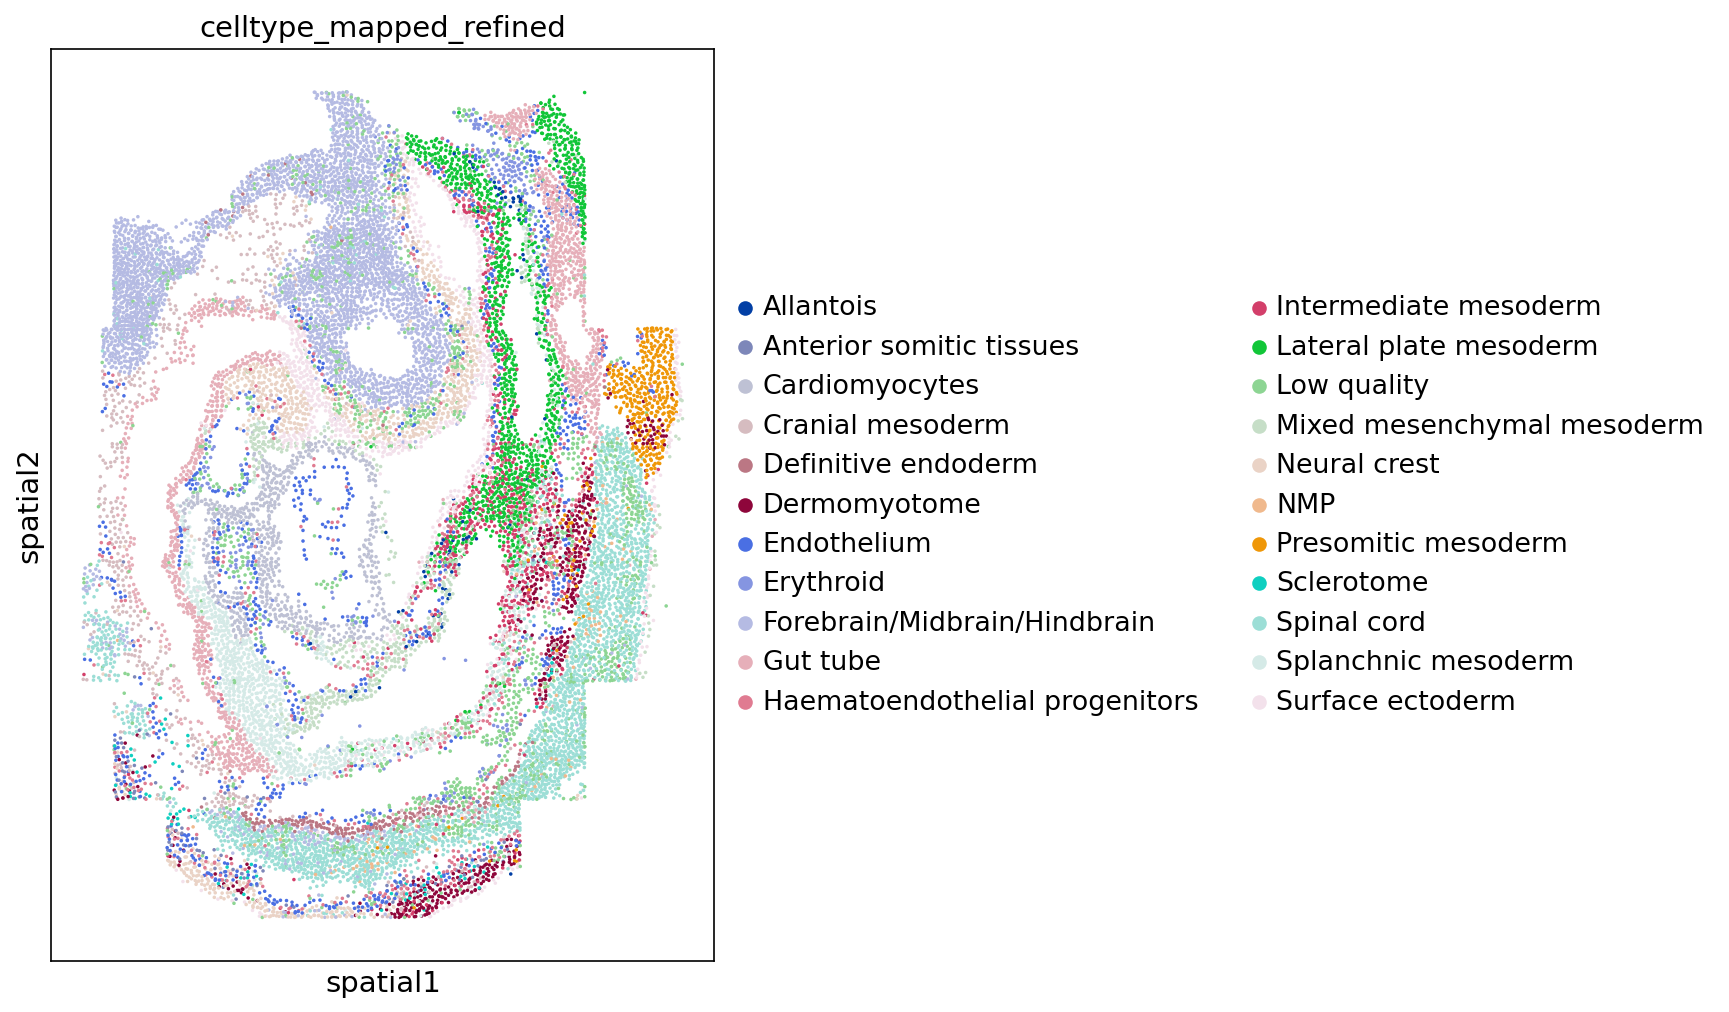 celltype_mapped_refined
spatial2
spatial1
Allantois
Anterior somitic tissues
Cardiomyocytes
Cranial mesoderm
Definitive endoderm
Dermomyotome
Endothelium
Erythroid
Forebrain/Midbrain/Hindbrain
Gut tube
Haematoendothelial progenitors
Intermediate mesoderm
Lateral plate mesoderm
Low quality
Mixed mesenchymal mesoderm
Neural crest
NMP
Presomitic mesoderm
Sclerotome
Spinal cord
Splanchnic mesoderm
Surface ectoderm